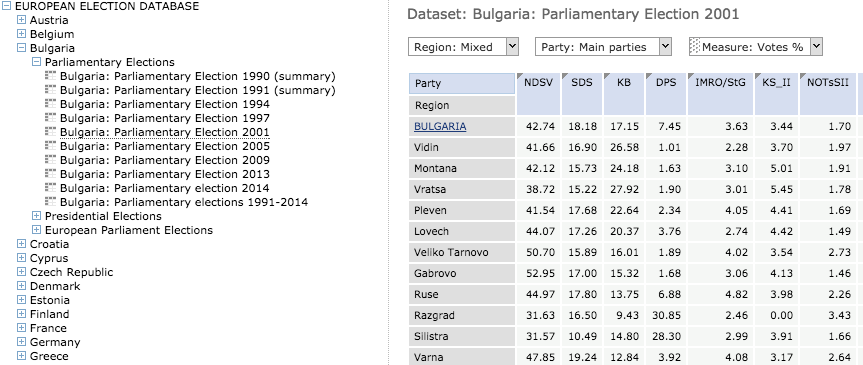 EUROPEAN ELECTION DATABASE
Austria
Belgium
Bulgaria
Parliamentary Elections
Bulgaria: Parliamentary Election 1990 (summary)
Bulgaria: Parliamentary Election 1991 (summary)
Bulgaria: Parliamentary Election 1994
Bulgaria: Parliamentary Election 1997
Bulgaria: Parliamentary Election 2001
Bulgaria: Parliamentary Election 2005
Bulgaria: Parliamentary Election 2009
Bulgaria: Parliamentary Election 2013
Bulgaria: Parliamentary election 2014
Bulgaria: Parliamentary elections 1991-2014
Presidential Elections
European Parliament Elections
Croatia
Cyprus
Czech Republic
Denmark
Estonia
Finland
France
Germany
Greece
Dataset: Bulgaria: Parliamentary Election 2001
Region: Mixed Party: Main parties Measure: Votes %
Party NDSV SDS KB DPS IMRO/StG KS_II NOTsSII
Region
BULGARIA 42.74 18.18 17.15 7.45 3.63 3.44 1.70
Vidin 41.66 16.90 26.58 1.01 2.28 3.70 1.97
Montana 42.12 15.73 24.18 1.63 3.10 5.01 1.91
Vratsa 38.72 15.22 27.92 1.90 3.01 5.45 1.78
Pleven 41.54 17.68 22.64 2.34 4.05 4.41 1.69
Lovech 44.07 17.26 20.37 3.76 2.74 4.42 1.49
Veliko Tarnovo 50.70 15.89 16.01 1.89 4.02 3.54 2.73
Gabrovo 52.95 17.00 15.32 1.68 3.06 4.13 1.46
Ruse 44.97 17.80 13.75 6.88 4.82 3.98 2.26
Razgrad 31.63 16.50 9.43 30.85 2.46 0.00 3.43
Silistra 31.57 10.49 14.80 28.30 2.99 3.91 1.66
Varna 47.85 19.24 12.84 3.92 4.08 3.17 2.64